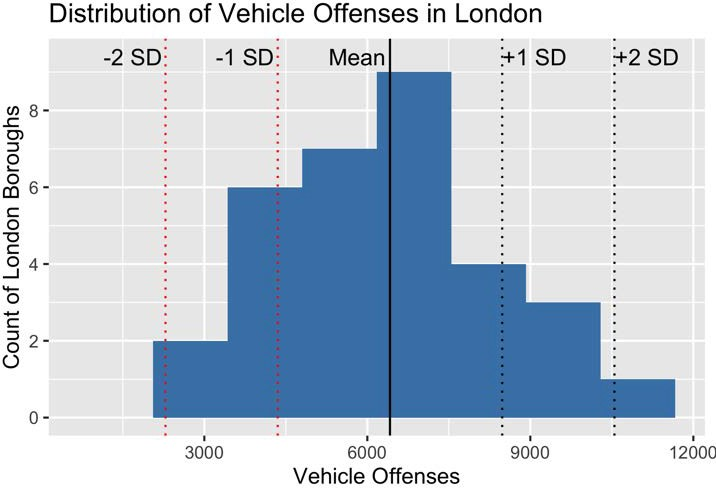 Distribution of Vehicle Offenses in London
-2 SD -1 SD Mean +1 SD +2 SD
8
6
4
2
0
Count of London Boroughs
3000 6000 9000 12000
Vehicle Offenses